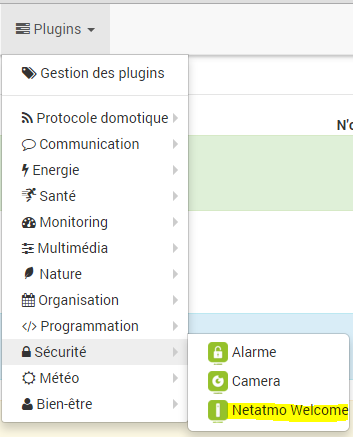 Plugins
Gestion des plugins
N'o
Protocole domotique
Communication
Energie
Santé
Monitoring
Multimédia
Nature
Organisation
Programmation
Sécurité
Météo
Bien-être
Alarme
Camera
Netatmo Welcome